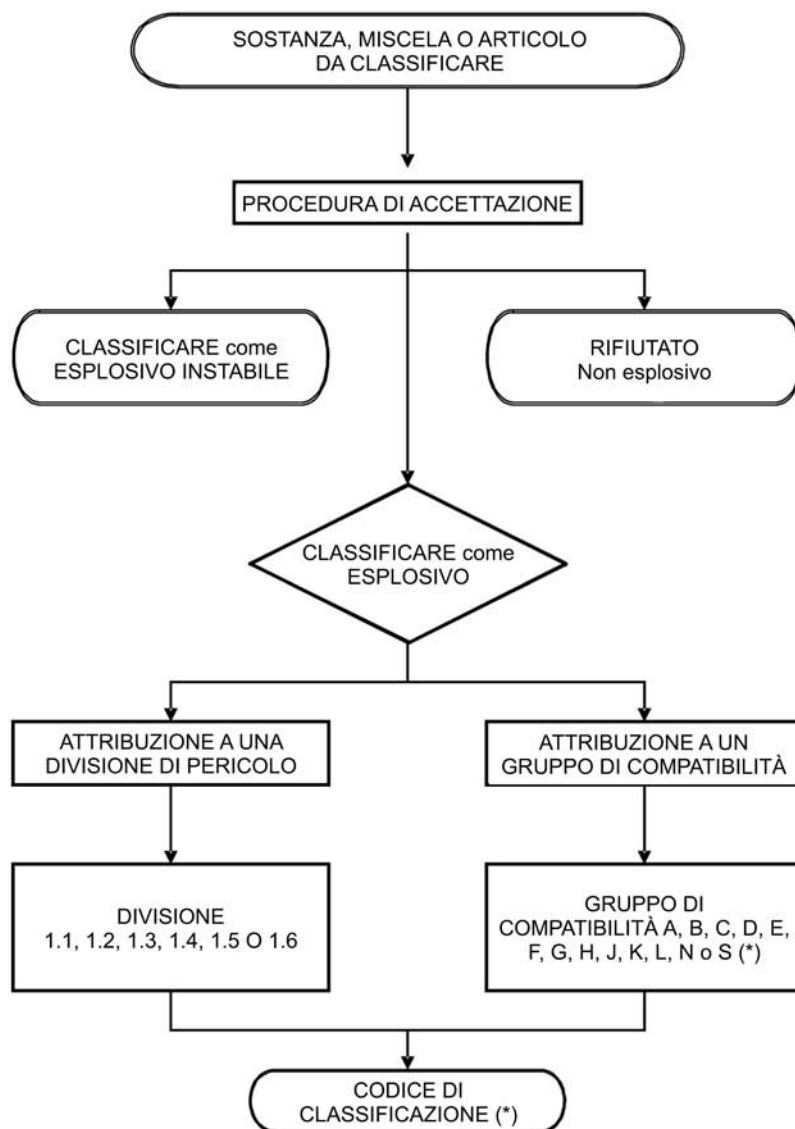 SOSTANZA, MISCELA O ARTICOLO
DA CLASSIFICARE
PROCEDURA DI ACCETTAZIONE
CLASSIFICARE come
ESPLOSIVO INSTABILE
RIFIUTATO
Non esplosivo
CLASSIFICARE come
ESPLOSIVO
ATTRIBUZIONE A UNA
DIVISIONE DI PERICOLO
ATTRIBUZIONE A UN
GRUPPO DI COMPATIBILITÀ
DIVISIONE
1.1, 1.2, 1.3, 1.4, 1.5 O 1.6
GRUPPO DI
COMPATIBILITÀ A, B, C, D, E,
F, G, H, J, K, L, N o S (*)
CODICE DI
CLASSIFICAZIONE (*)